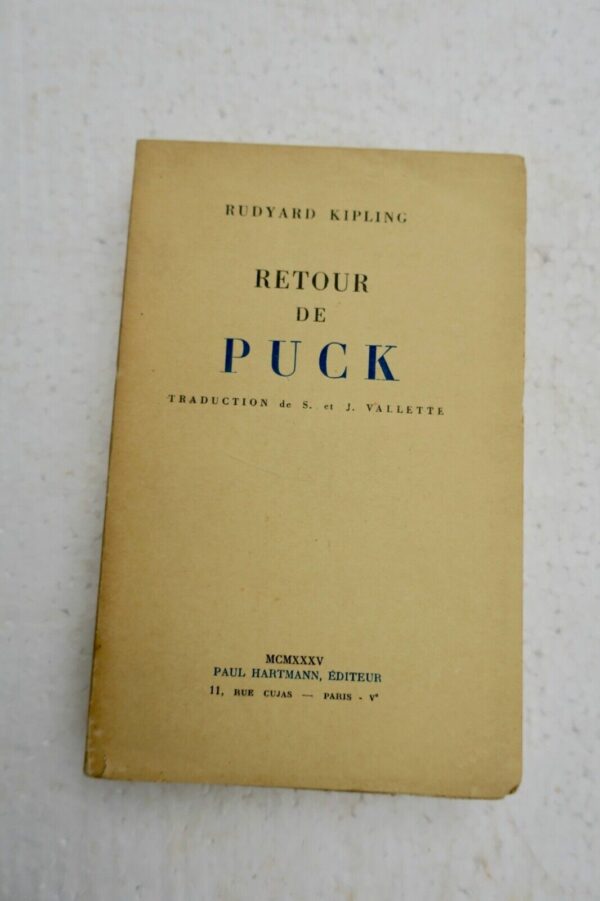 RUDYARD KIPLING
RETOUR
DE
PUCK
TRADUCTION de S. et J. VALLETTE
MCMXXXV
PAUL HARTMANN, ÉDITEUR
11, RUE CUJAS — PARIS - Vᵉ